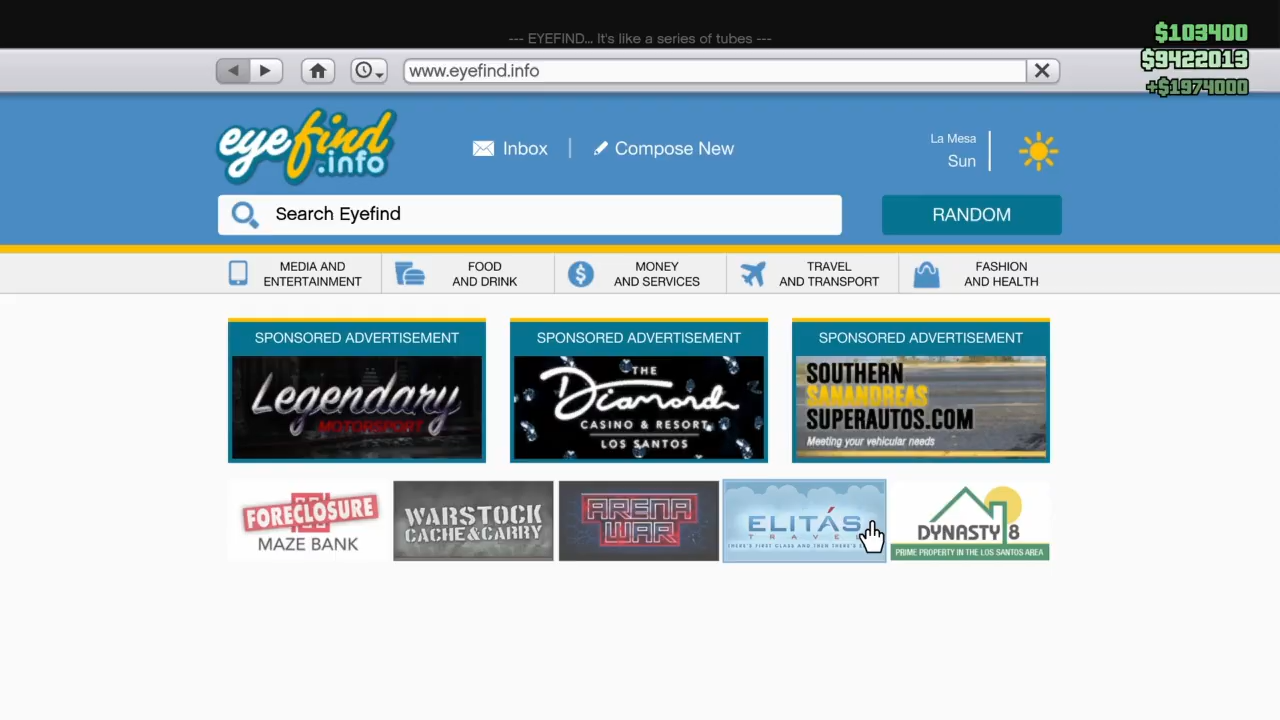 --- EYEFIND... It's like a series of tubes ---
$103400
$9422013
+$1974000
www.eyefind.info
eyefind
.info
Inbox
Compose New
La Mesa
Sun
Search Eyefind
RANDOM
MEDIA AND
ENTERTAINMENT
FOOD
AND DRINK
MONEY
AND SERVICES
TRAVEL
AND TRANSPORT
FASHION
AND HEALTH
SPONSORED ADVERTISEMENT
Legendary
MOTORSPORT
SPONSORED ADVERTISEMENT
THE
Diamond
CASINO & RESORT
LOS SANTOS
SPONSORED ADVERTISEMENT
SOUTHERN
SANANDREAS
SUPERAUTOS.COM
Meeting your vehicular needs
FORECLOSURE
MAZE BANK
WARSTOCK
CACHE&CARRY
ARENA
WAR
ELITÁS
THERE'S FIRST CLASS AND THEN THERE'S
DYNASTY 8
PRIME PROPERTY IN THE LOS SANTOS AREA